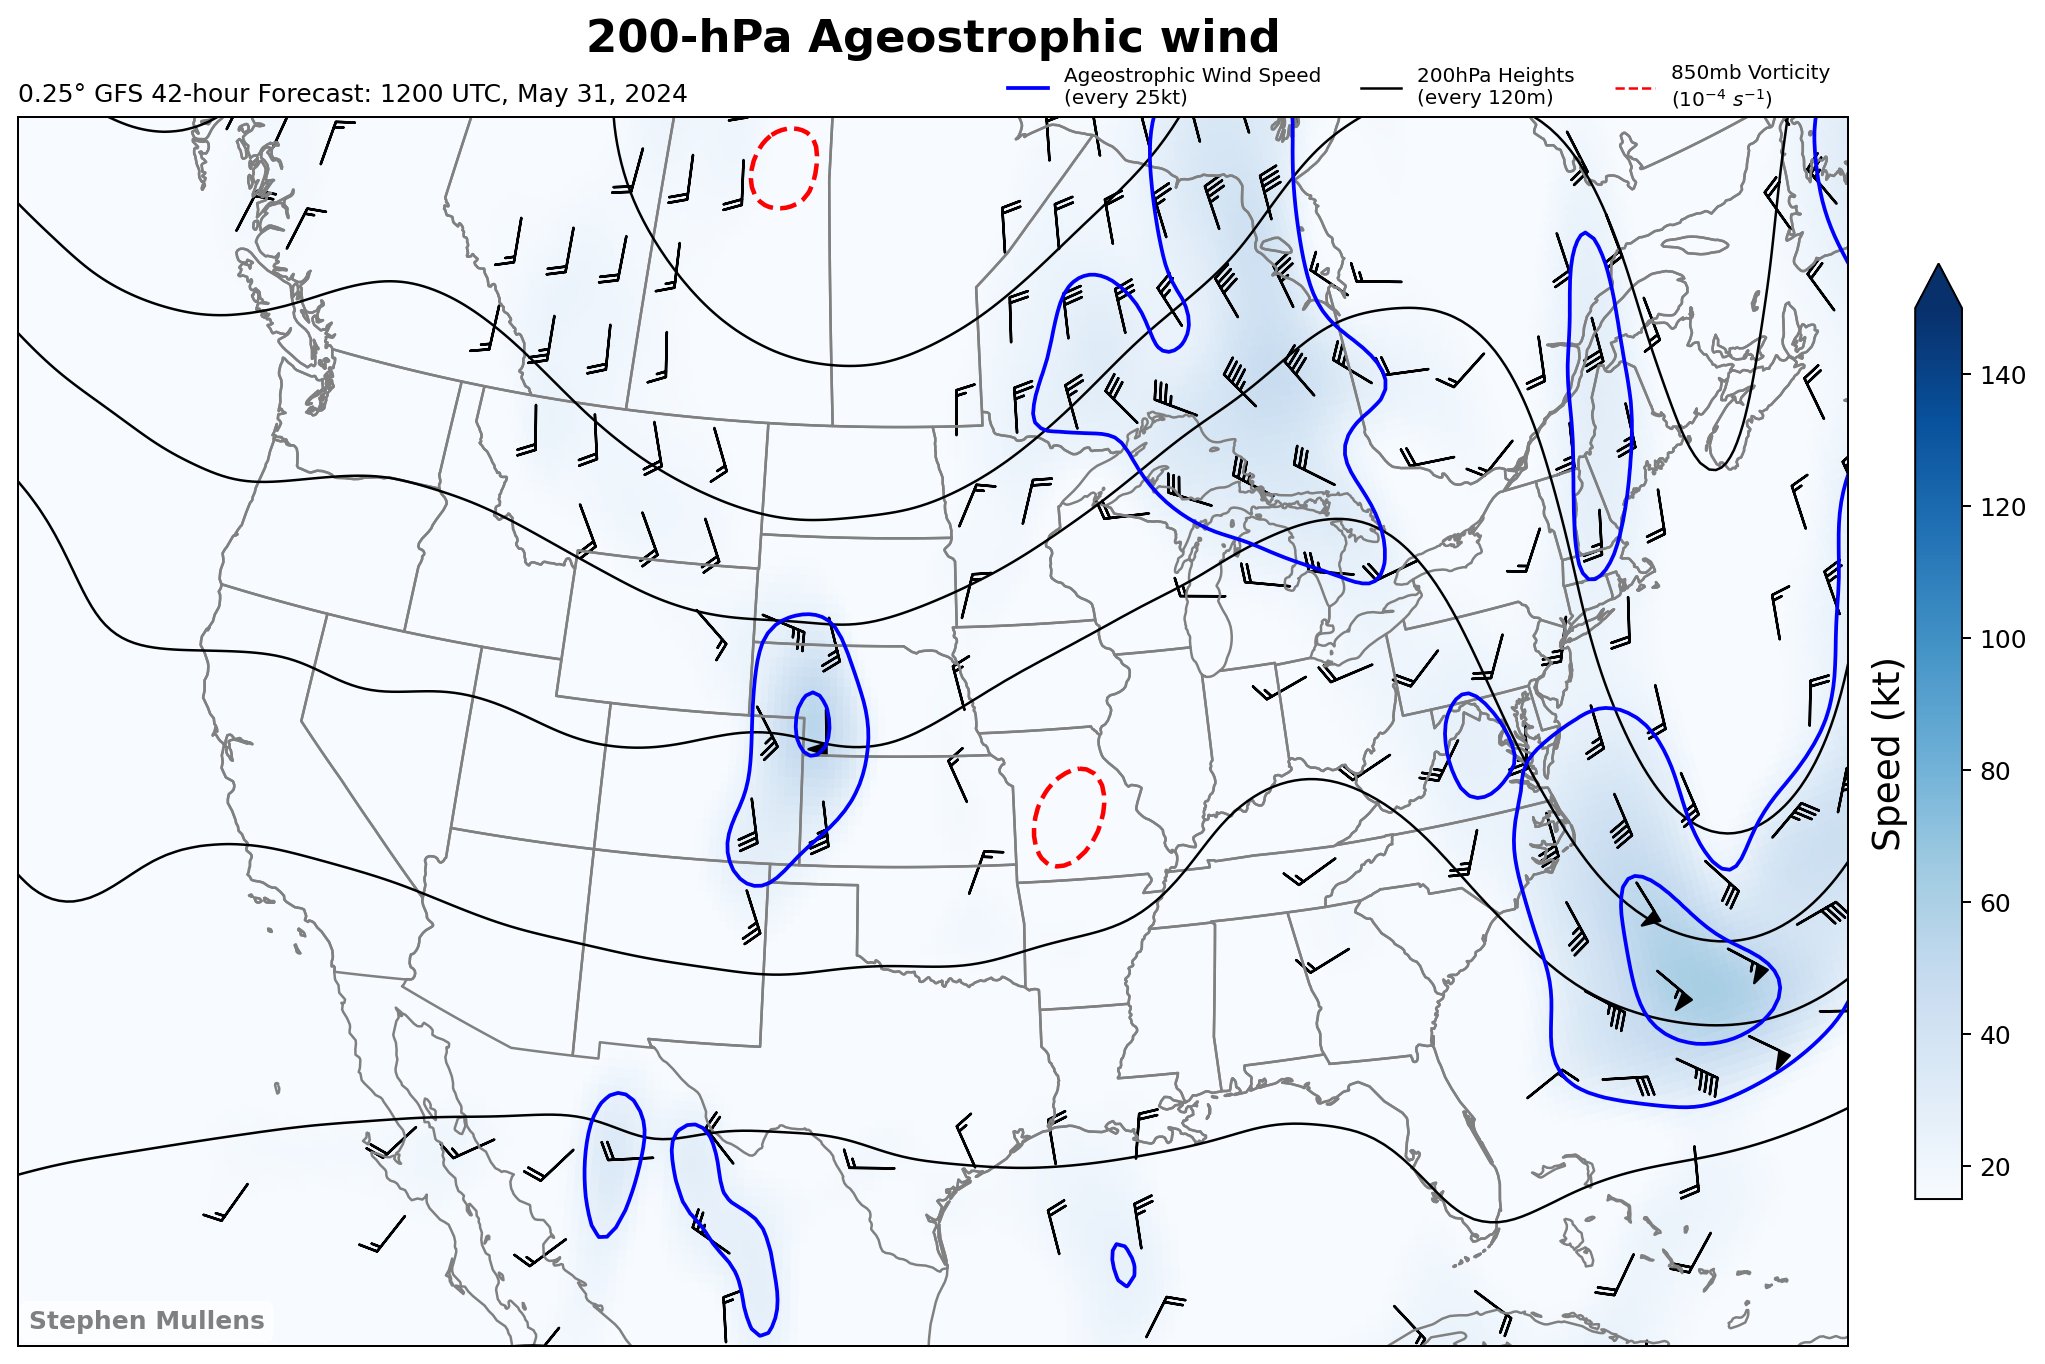 200-hPa Ageostrophic wind
0.25° GFS 42-hour Forecast: 1200 UTC, May 31, 2024
Ageostrophic Wind Speed
(every 25kt)
200hPa Heights
(every 120m)
850mb Vorticity
(10⁻⁴ s⁻¹)
140
120
100
80
60
40
20
Speed (kt)
Stephen Mullens